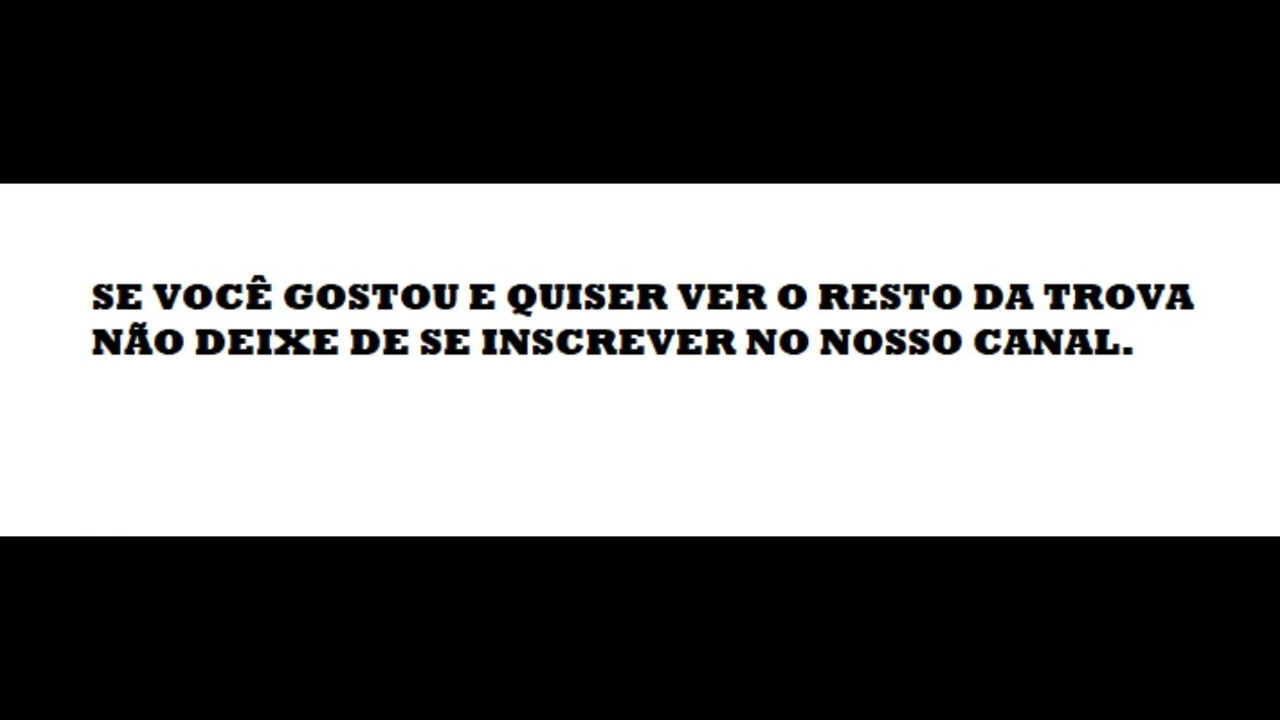 SE VOCÊ GOSTOU E QUISER VER O RESTO DA TROVA
NÃO DEIXE DE SE INSCREVER NO NOSSO CANAL.